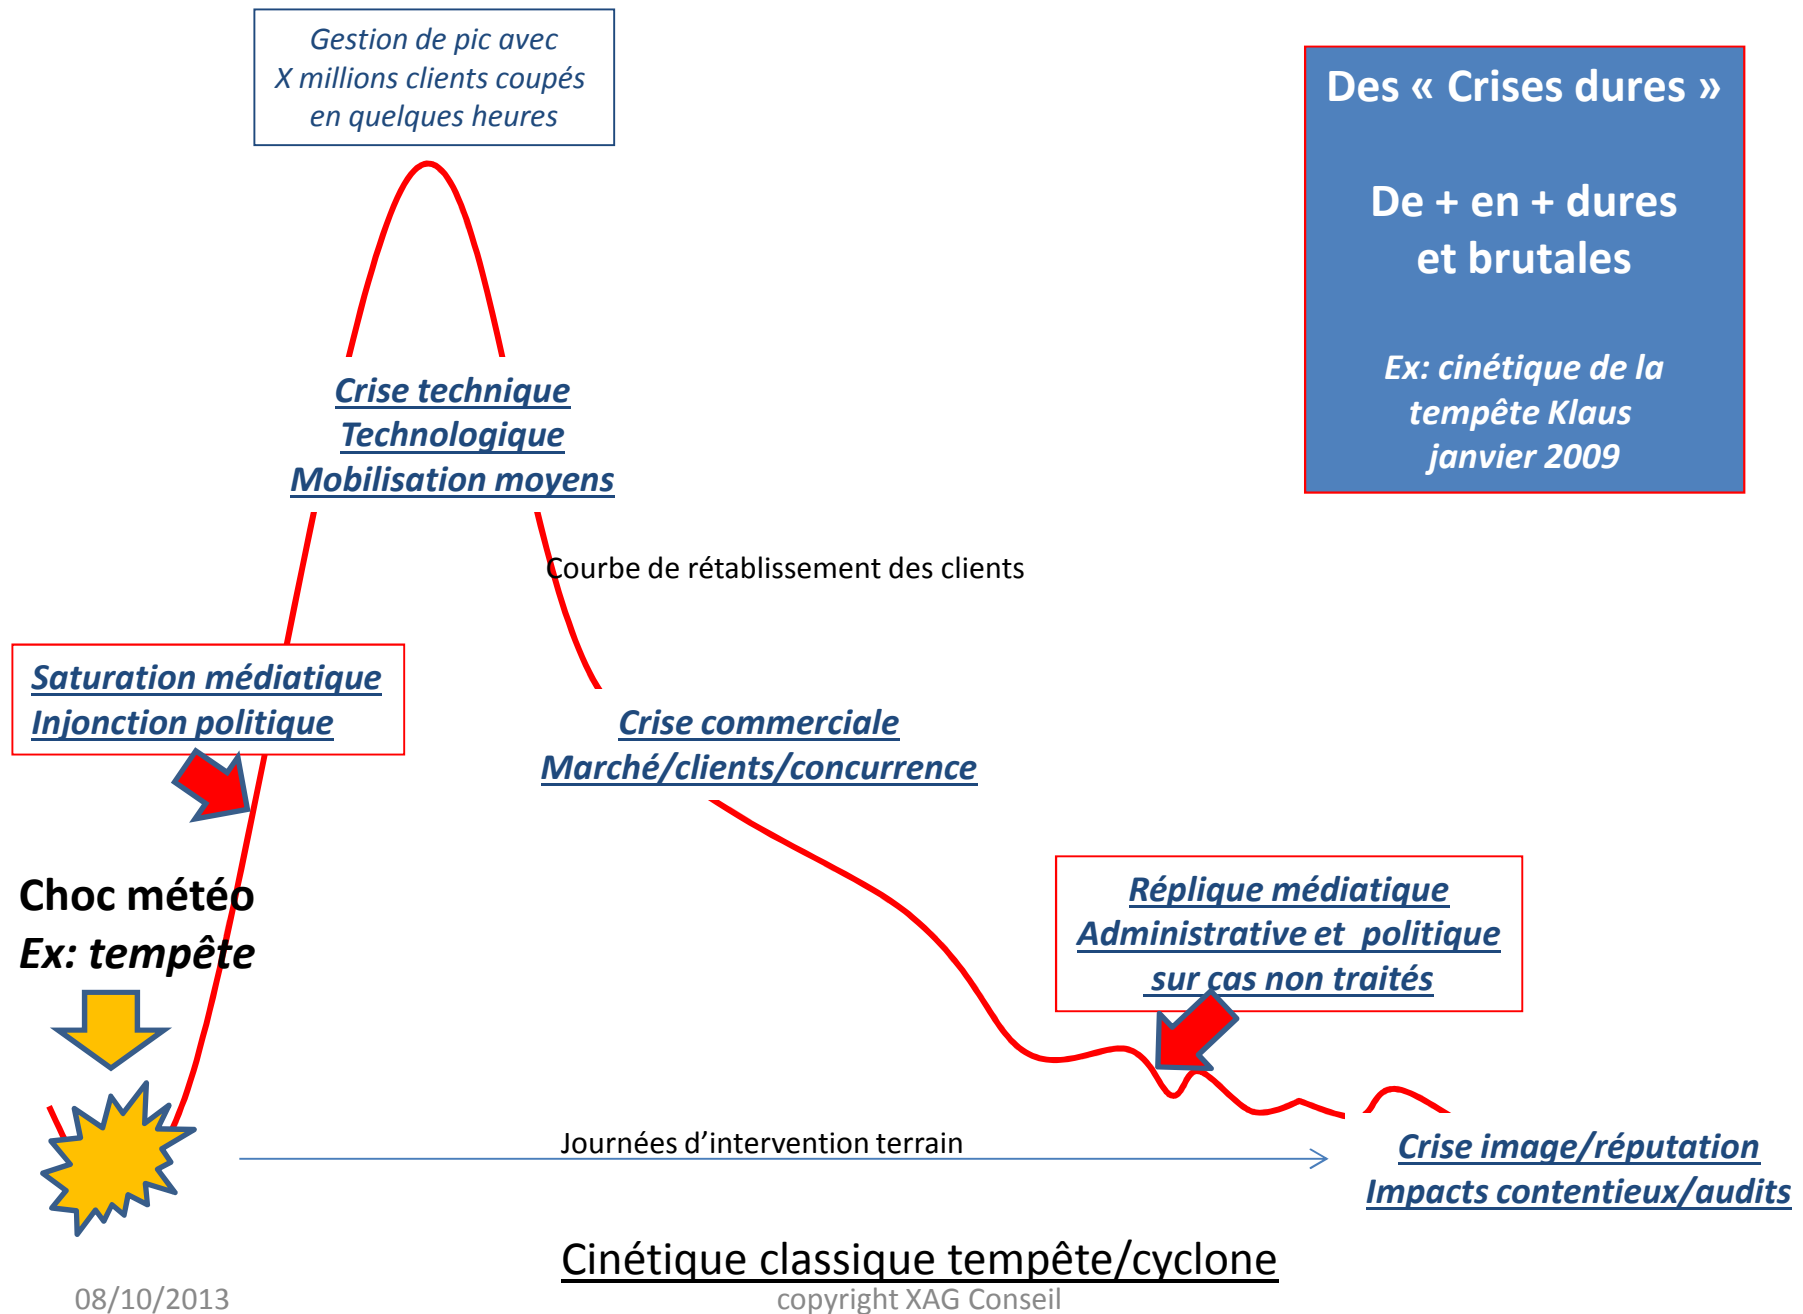 Gestion de pic avec
X millions clients coupés
en quelques heures
Des « Crises dures »
De + en + dures
et brutales
Ex: cinétique de la
tempête Klaus
janvier 2009
Crise technique
Technologique
Mobilisation moyens
Courbe de rétablissement des clients
Saturation médiatique
Injonction politique
Crise commerciale
Marché/clients/concurrence
Choc météo
Ex: tempête
Réplique médiatique
Administrative et  politique
sur cas non traités
Journées d’intervention terrain
Crise image/réputation
Impacts contentieux/audits
Cinétique classique tempête/cyclone
08/10/2013
copyright XAG Conseil